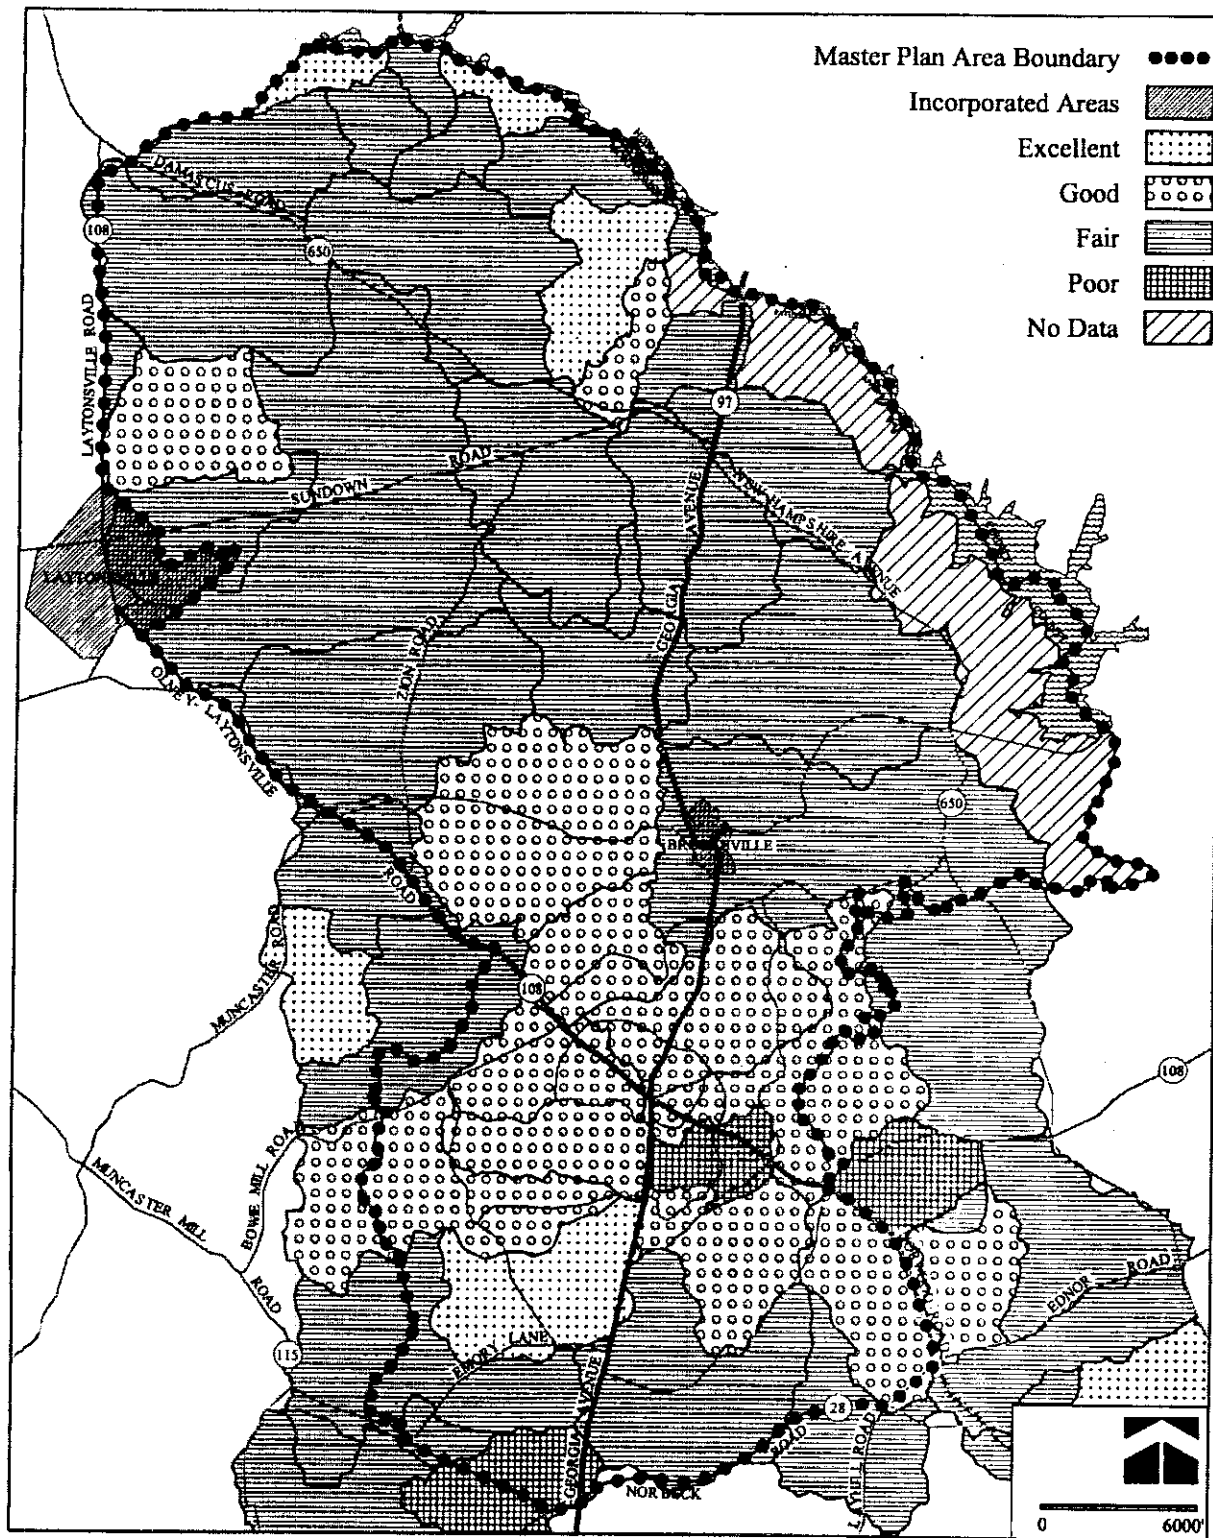 Master Plan Area Boundary
Incorporated Areas
Excellent
Good
Fair
Poor
No Data
DAMASCUS ROAD
108
650
LAYTONSVILLE ROAD
97
SUNDOWN ROAD
NEW HAMPSHIRE AVENUE
GEORGIA AVENUE
ZION ROAD
OLNEY-LAYTONSVILLE ROAD
650
MUNCASTER ROAD
108
108
BOWIE MILL ROAD
MUNCASTER MILL ROAD
EDNOR ROAD
115
EMORY LANE
GEORGIA AVENUE
28
NORBECK ROAD
LAYHILL ROAD
0 6000'